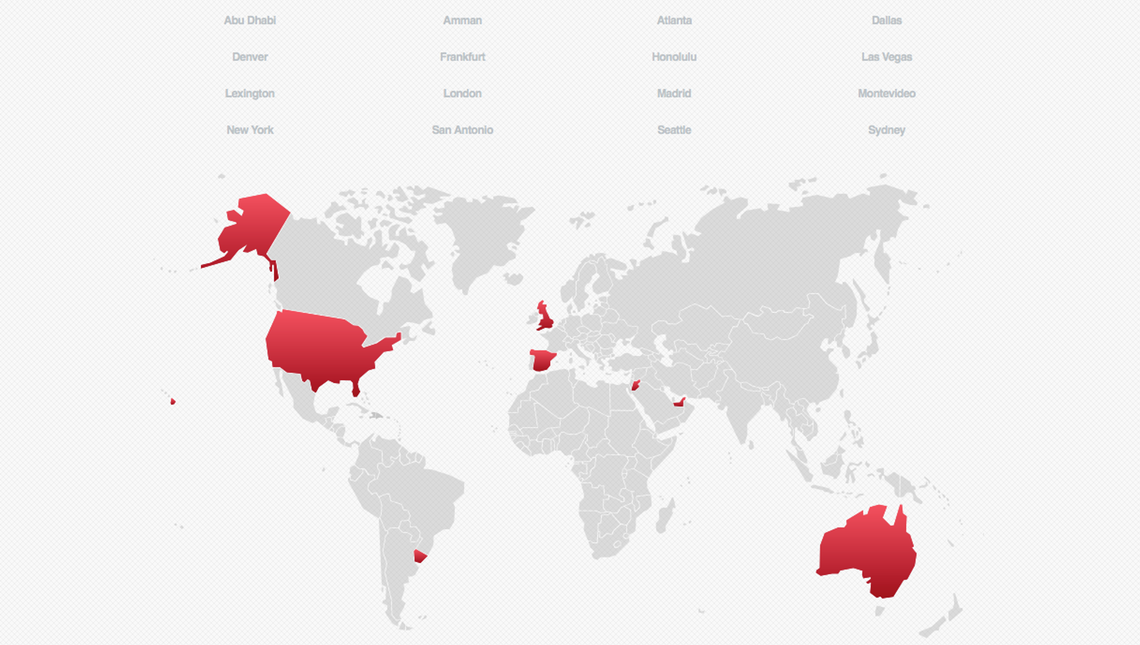 Abu Dhabi Amman Atlanta Dallas
Denver Frankfurt Honolulu Las Vegas
Lexington London Madrid Montevideo
New York San Antonio Seattle Sydney